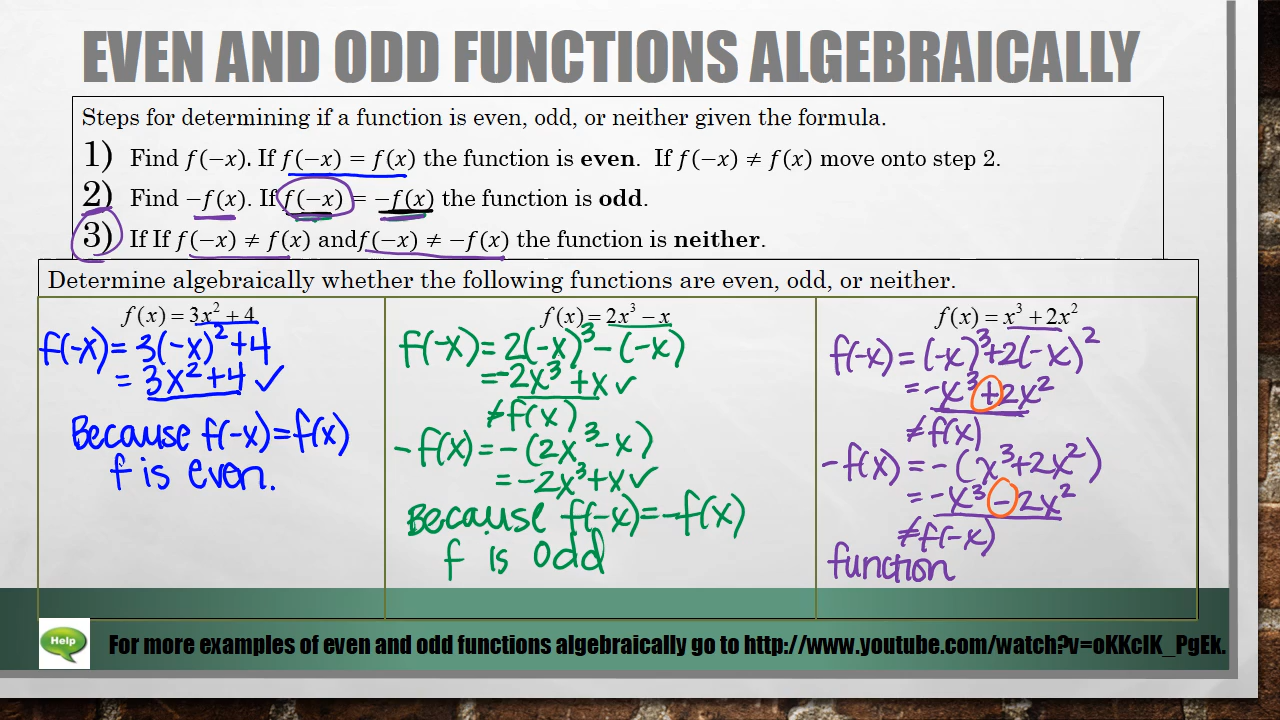 EVEN AND ODD FUNCTIONS ALGEBRAICALLY
Steps for determining if a function is even, odd, or neither given the formula.
1) Find f(−x). If f(−x) = f(x) the function is even. If f(−x) ≠ f(x) move onto step 2.
2) Find −f(x). If f(−x) = −f(x) the function is odd.
3) If If f(−x) ≠ f(x) and f(−x) ≠ −f(x) the function is neither.
Determine algebraically whether the following functions are even, odd, or neither.
f(x) = 3x² + 4
f(-x) = 3(-x)² + 4
= 3x² + 4 ✓
Because f(-x) = f(x)
f is even.
f(x) = 2x³ − x
f(-x) = 2(-x)³ - (-x)
= -2x³ + x ✓
≠ f(x)
-f(x) = -(2x³ - x)
= -2x³ + x ✓
Because f(-x) = -f(x)
f is odd
f(x) = x³ + 2x²
f(-x) = (-x)³ + 2(-x)²
= -x³ + 2x²
≠ f(x)
-f(x) = -(x³ + 2x²)
= -x³ - 2x²
≠ f(-x)
function
Help
For more examples of even and odd functions algebraically go to http://www.youtube.com/watch?v=oKKclK_PgEk.